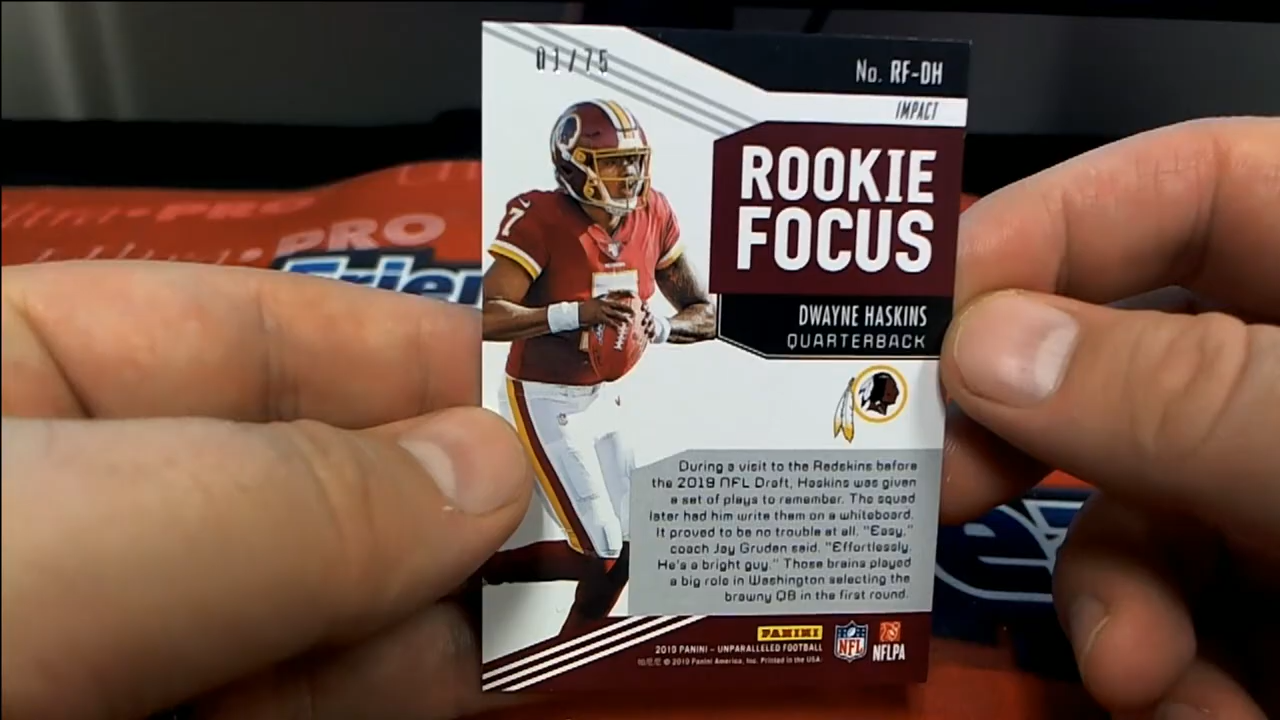 01/75
No. RF-DH
IMPACT
ROOKIE
FOCUS
DWAYNE HASKINS
QUARTERBACK
During a visit to the Redskins before
the 2019 NFL Draft, Haskins was given
a set of plays to remember. The squad
later had him write them on a whiteboard.
It proved to be no trouble at all. "Easy,"
coach Jay Gruden said. "Effortlessly.
He's a bright guy." Those brains played
a big role in Washington selecting the
brawny QB in the first round.
PANINI
2019 PANINI – UNPARALLELED FOOTBALL
© 2019 Panini America, Inc. Printed in the USA
NFL
NFLPA
7
PRO
PRO